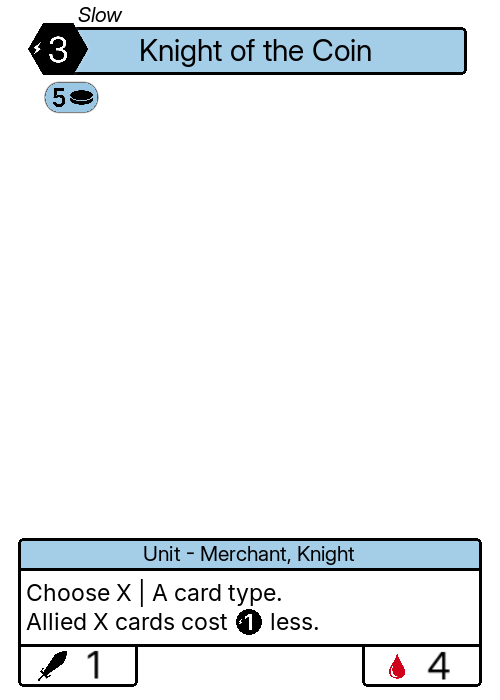 Slow
3 Knight of the Coin
5
Unit - Merchant, Knight
Choose X | A card type.
Allied X cards cost 1 less.
1 4